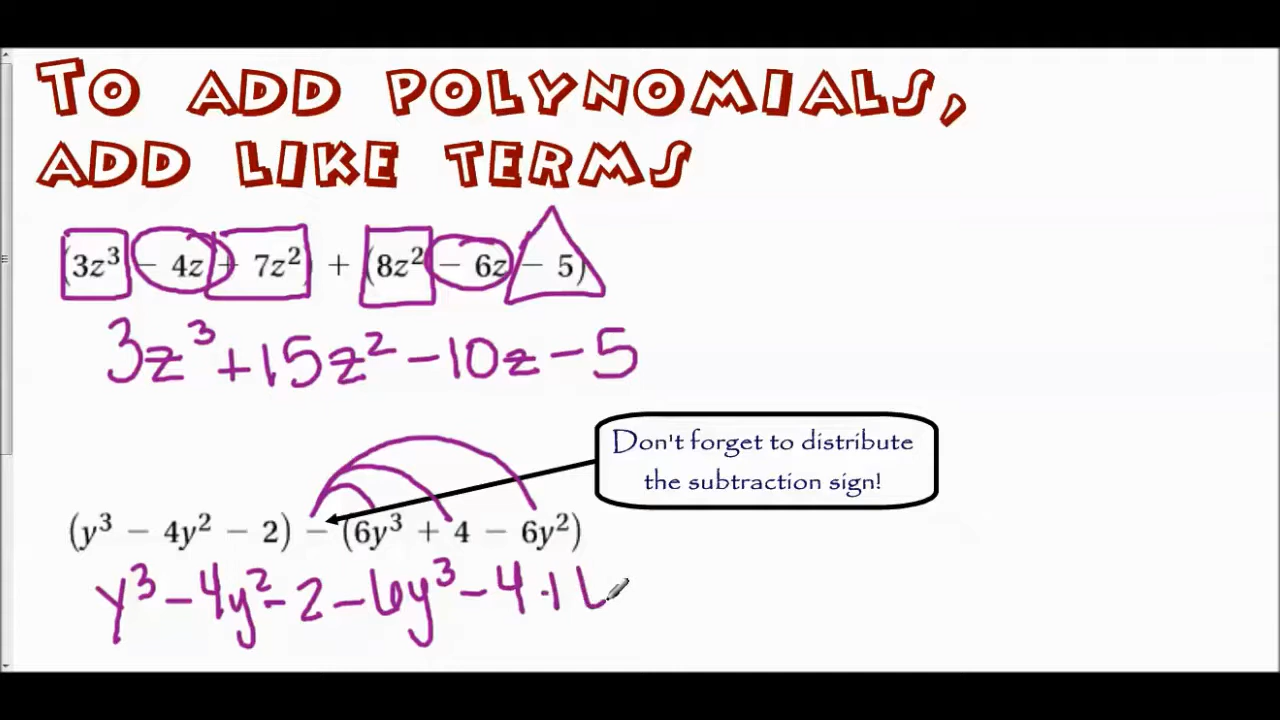 TO ADD POLYNOMIALS,
ADD LIKE TERMS
(3z³ − 4z + 7z²) + (8z² − 6z − 5)
3z³ + 15z² − 10z − 5
Don't forget to distribute
the subtraction sign!
(y³ − 4y² − 2) − (6y³ + 4 − 6y²)
y³ − 4y² − 2 − 6y³ − 4